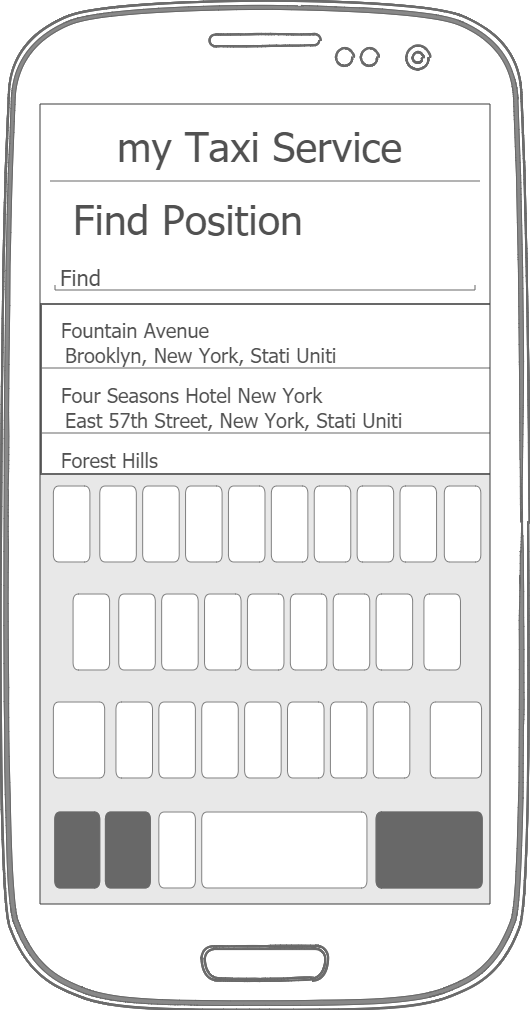 my Taxi Service
Find Position
Find
Fountain Avenue
Brooklyn, New York, Stati Uniti
Four Seasons Hotel New York
East 57th Street, New York, Stati Uniti
Forest Hills